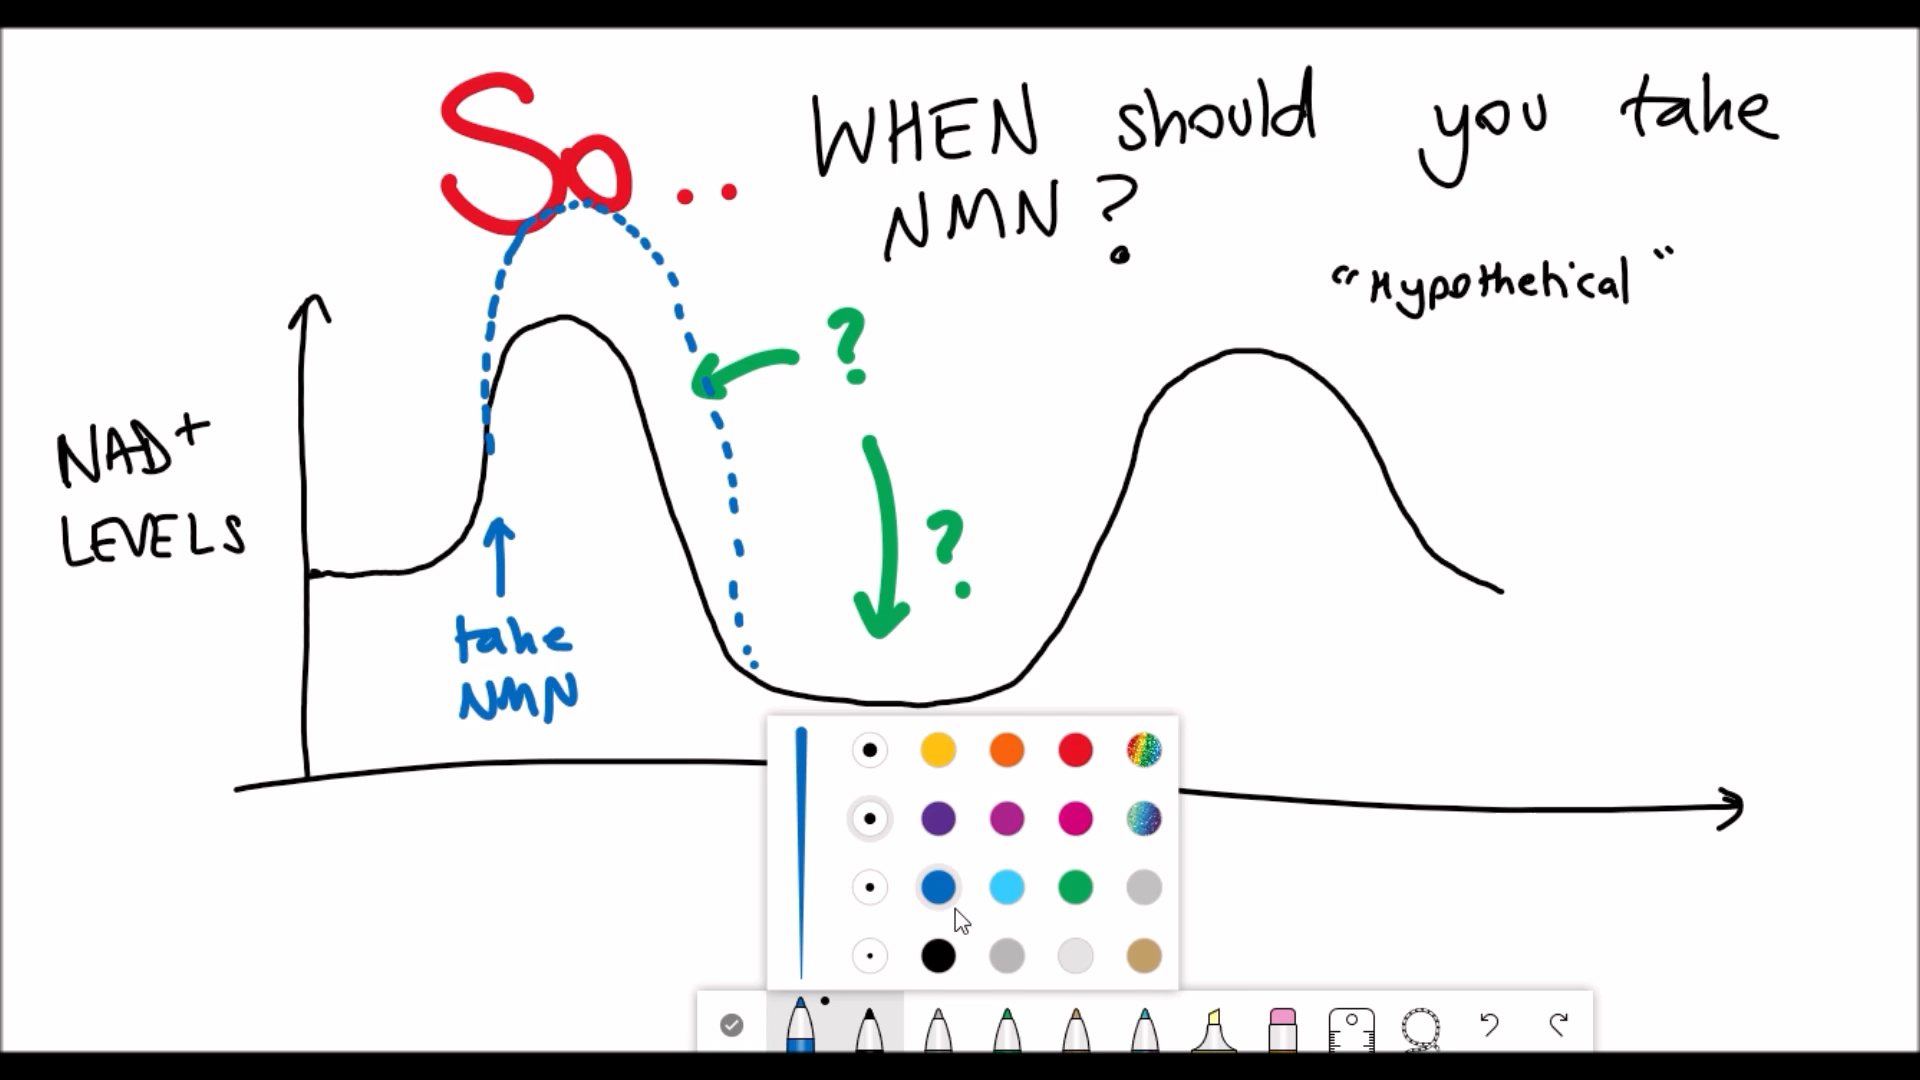 So..
WHEN should you take
NMN?
"Hypothetical"
?
NAD+
LEVELS
?
take
NMN